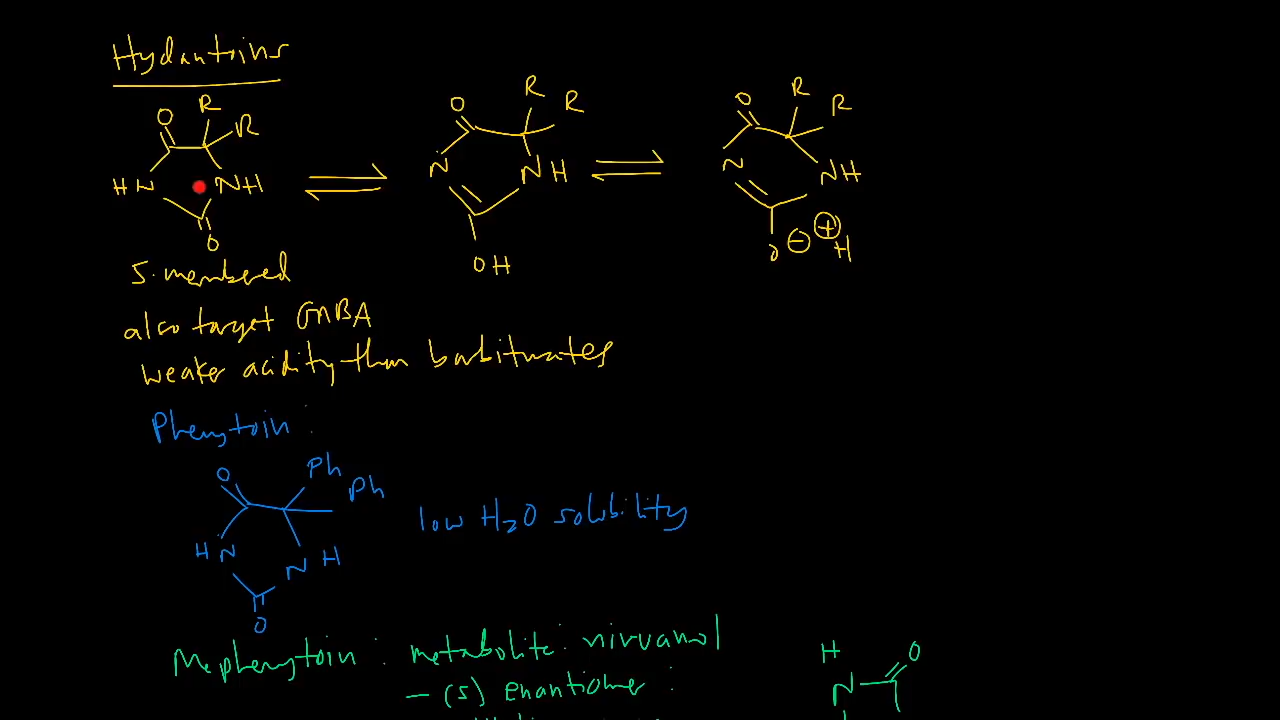 Hydantoins
O R R HN NH O
O R R N NH OH
O R R N NH O ⊖ ⊕ H
5-membered
also target GABA
weaker acidity than barbituates
Phenytoin :
O Ph Ph HN NH O
low H2O solubility
Mephenytoin : metabolite : nirvanol
- (S) enantiomer :
H N O